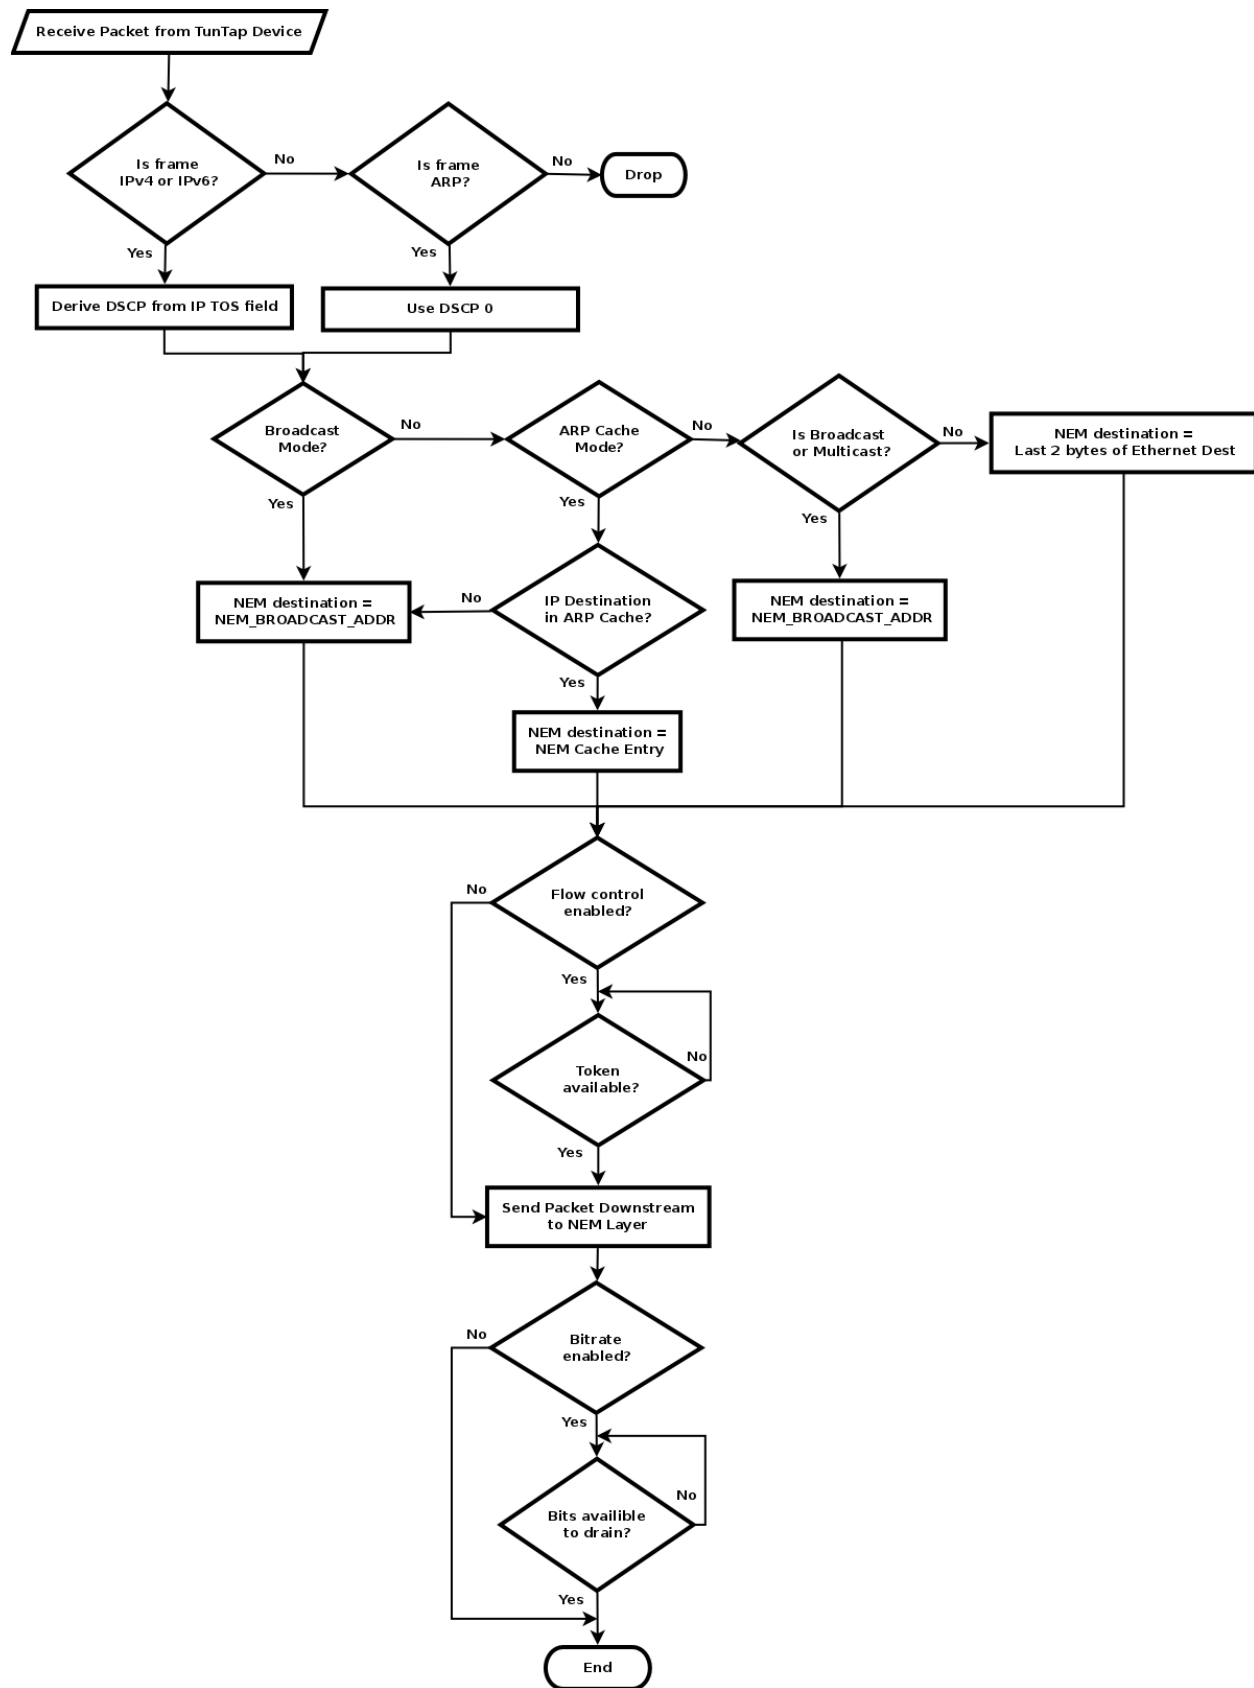 Receive Packet from TunTap Device
Is frame
IPv4 or IPv6?
No
Is frame
ARP?
No
Drop
Yes
Yes
Derive DSCP from IP TOS field
Use DSCP 0
Broadcast
Mode?
No
ARP Cache
Mode?
No
Is Broadcast
or Multicast?
No
NEM destination =
Last 2 bytes of Ethernet Dest
Yes
Yes
Yes
NEM destination =
NEM_BROADCAST_ADDR
No
IP Destination
in ARP Cache?
NEM destination =
NEM_BROADCAST_ADDR
Yes
NEM destination =
NEM Cache Entry
No
Flow control
enabled?
Yes
Token
available?
No
Yes
Send Packet Downstream
to NEM Layer
No
Bitrate
enabled?
Yes
Bits availible
to drain?
No
Yes
End